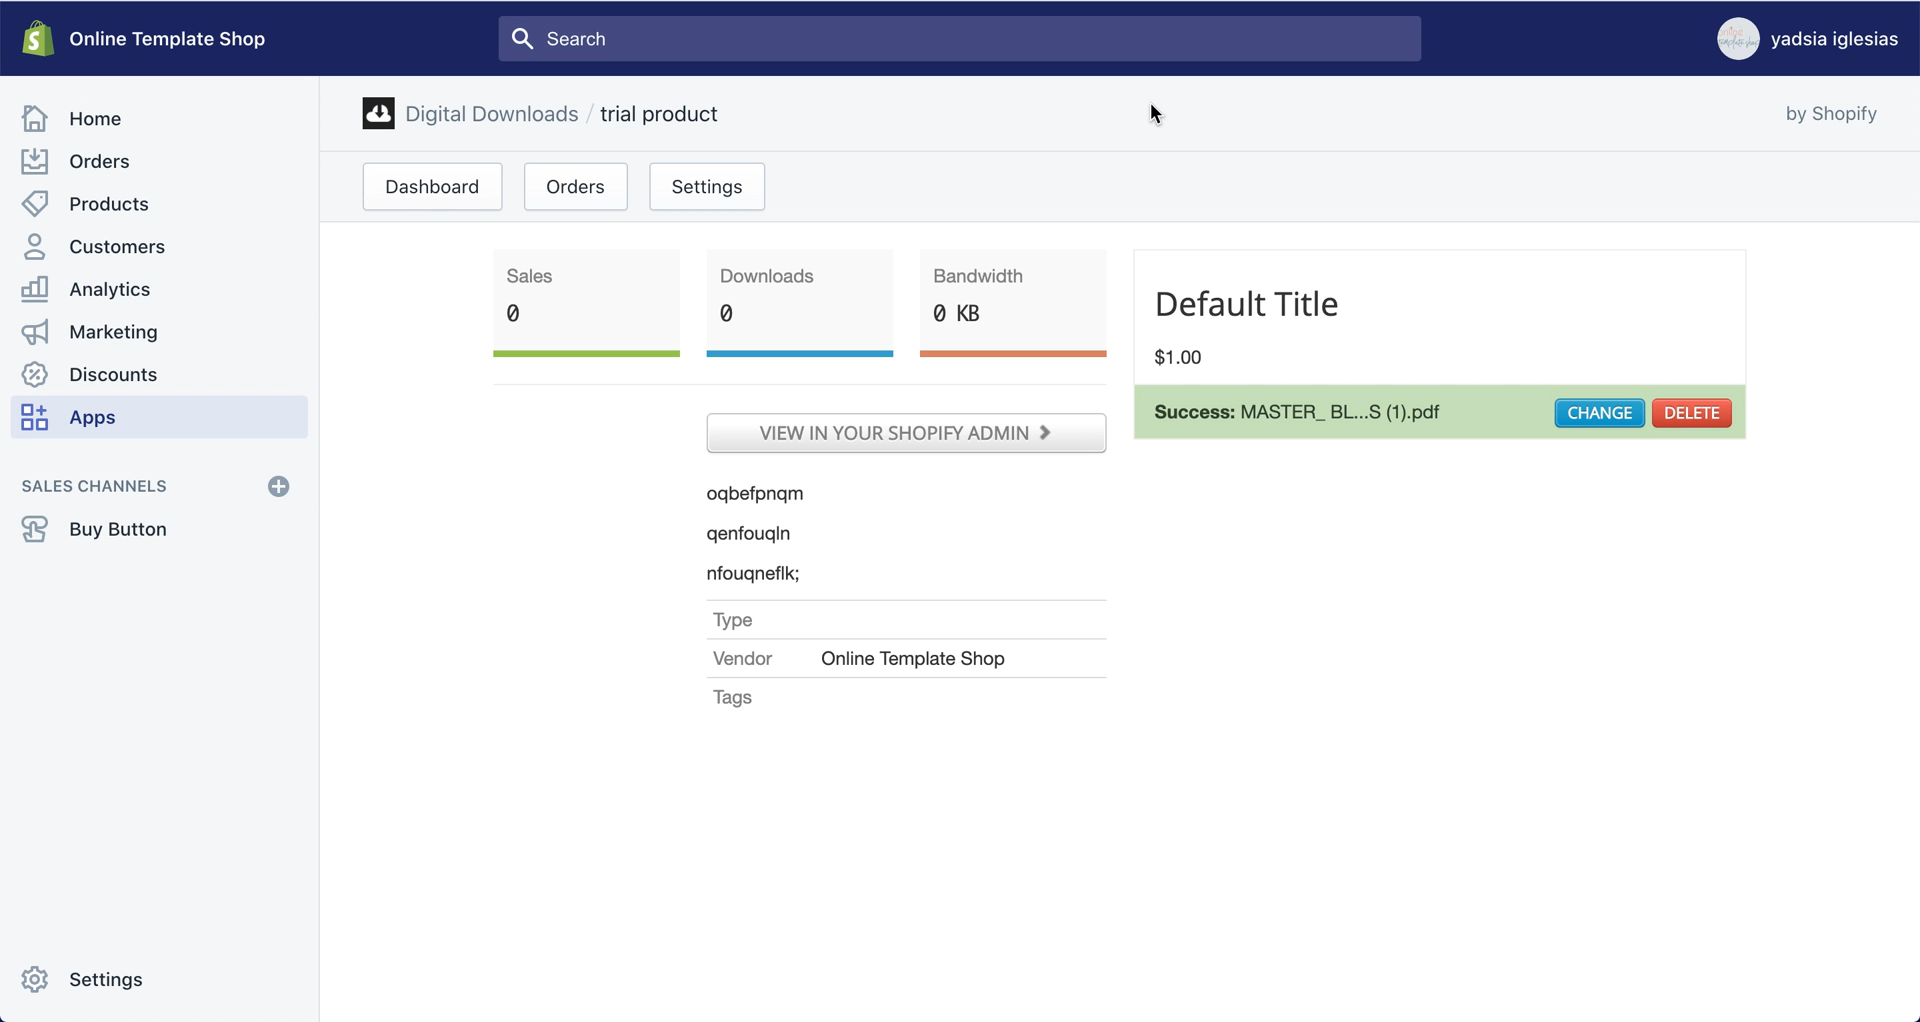 Online Template Shop
Search
yadsia iglesias
Home
Orders
Products
Customers
Analytics
Marketing
Discounts
Apps
SALES CHANNELS
Buy Button
Settings
Digital Downloads / trial product
by Shopify
Dashboard
Orders
Settings
Sales
0
Downloads
0
Bandwidth
0 KB
VIEW IN YOUR SHOPIFY ADMIN
oqbefpnqm
qenfouqln
nfouqneflk;
Type
Vendor Online Template Shop
Tags
Default Title
$1.00
Success: MASTER_ BL...S (1).pdf
CHANGE
DELETE